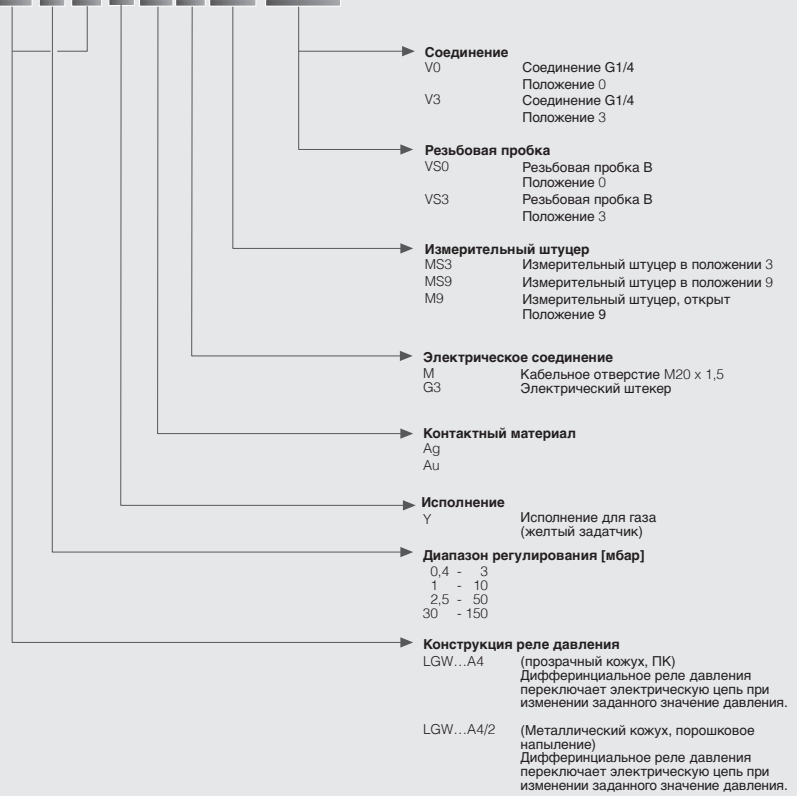 Соединение
V0 Соединение G1/4
Положение 0
V3 Соединение G1/4
Положение 3
Резьбовая пробка
VS0 Резьбовая пробка B
Положение 0
VS3 Резьбовая пробка B
Положение 3
Измерительный штуцер
MS3 Измерительный штуцер в положении 3
MS9 Измерительный штуцер в положении 9
M9 Измерительный штуцер, открыт
Положение 9
Электрическое соединение
M Кабельное отверстие M20 x 1,5
G3 Электрический штекер
Контактный материал
Ag
Au
Исполнение
Y Исполнение для газа
(желтый задатчик)
Диапазон регулирования [мбар]
0,4 - 3
1 - 10
2,5 - 50
30 - 150
Конструкция реле давления
LGW…A4 (прозрачный кожух, ПК)
Дифферинциальное реле давления
переключает электрическую цепь при
изменении заданного значение давления.
LGW…A4/2 (Металлический кожух, порошковое
напыление)
Дифферинциальное реле давления
переключает электрическую цепь при
изменении заданного значение давления.